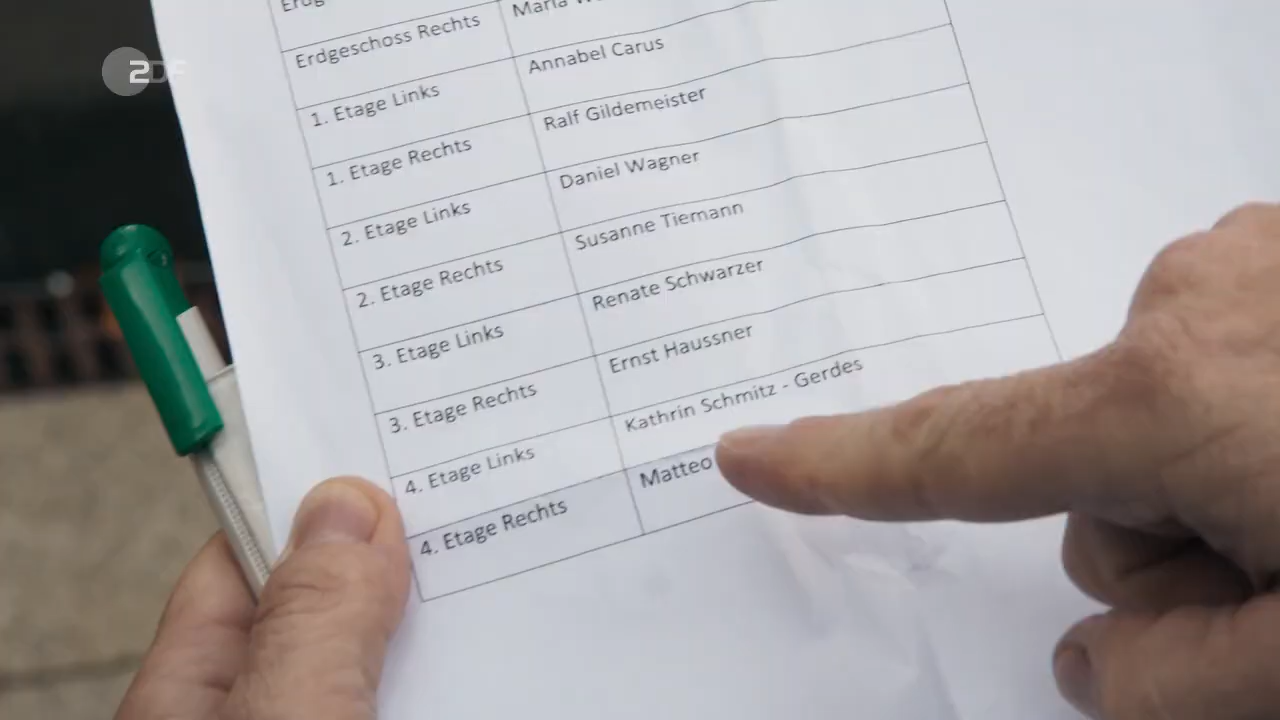 ZDF
Erdgeschoss Rechts Maria
1. Etage Links Annabel Carus
1. Etage Rechts Ralf Gildemeister
2. Etage Links Daniel Wagner
2. Etage Rechts Susanne Tiemann
3. Etage Links Renate Schwarzer
3. Etage Rechts Ernst Haussner
4. Etage Links Kathrin Schmitz - Gerdes
4. Etage Rechts Matteo